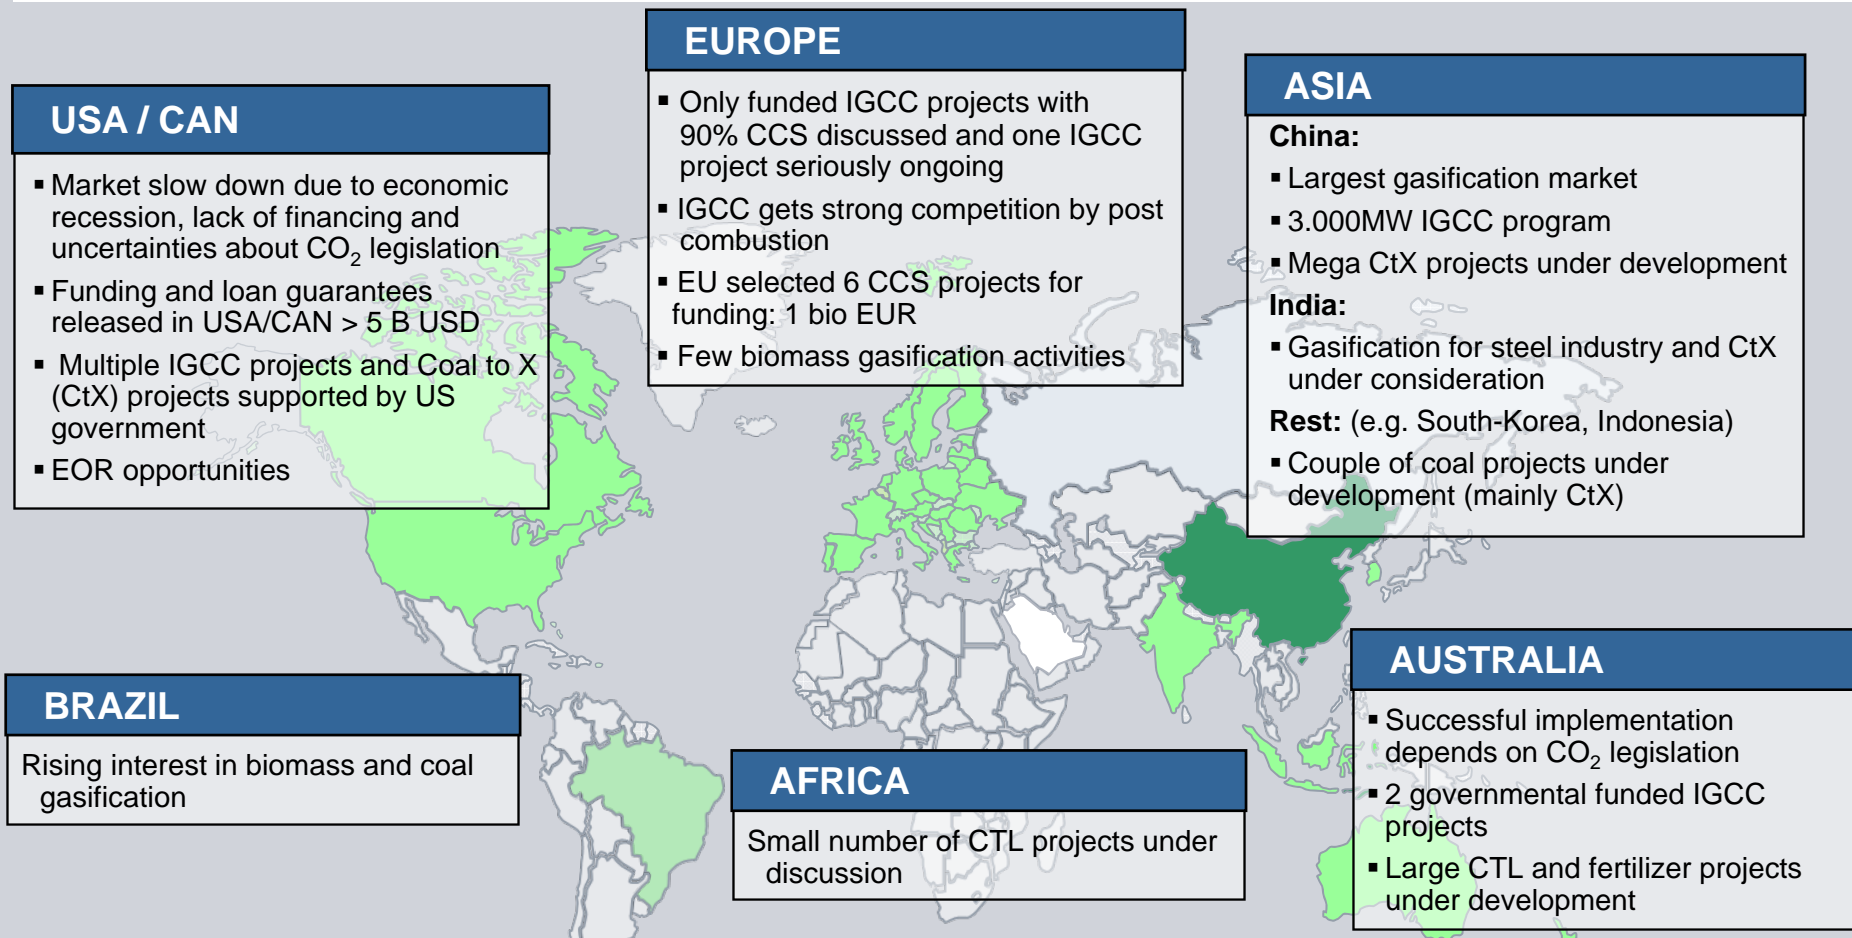 USA / CAN
▪ Market slow down due to economic
recession, lack of financing and
uncertainties about CO₂ legislation
▪ Funding and loan guarantees
released in USA/CAN > 5 B USD
▪ Multiple IGCC projects and Coal to X
(CtX) projects supported by US
government
▪ EOR opportunities
EUROPE
▪ Only funded IGCC projects with
90% CCS discussed and one IGCC
project seriously ongoing
▪ IGCC gets strong competition by post
combustion
▪ EU selected 6 CCS projects for
funding: 1 bio EUR
▪ Few biomass gasification activities
ASIA
China:
▪ Largest gasification market
▪ 3.000MW IGCC program
▪ Mega CtX projects under development
India:
▪ Gasification for steel industry and CtX
under consideration
Rest: (e.g. South-Korea, Indonesia)
▪ Couple of coal projects under
development (mainly CtX)
BRAZIL
Rising interest in biomass and coal
gasification
AFRICA
Small number of CTL projects under
discussion
AUSTRALIA
▪ Successful implementation
depends on CO₂ legislation
▪ 2 governmental funded IGCC
projects
▪ Large CTL and fertilizer projects
under development